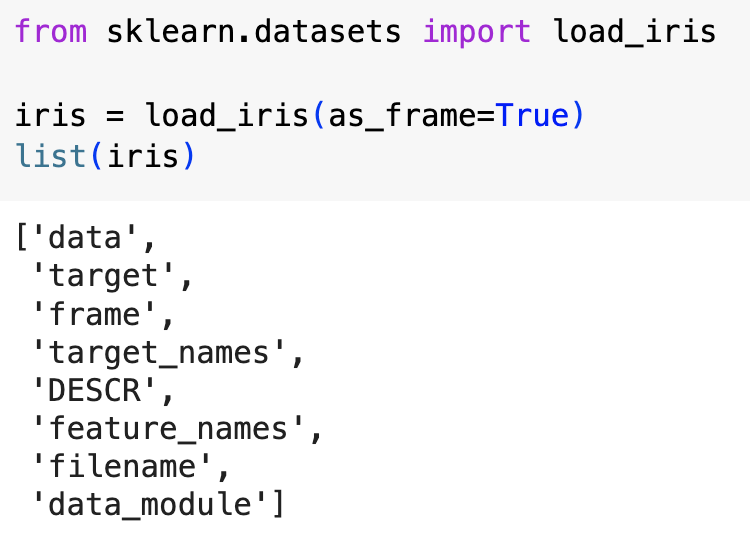 from sklearn.datasets import load_iris
iris = load_iris(as_frame=True)
list(iris)
['data',
 'target',
 'frame',
 'target_names',
 'DESCR',
 'feature_names',
 'filename',
 'data_module']